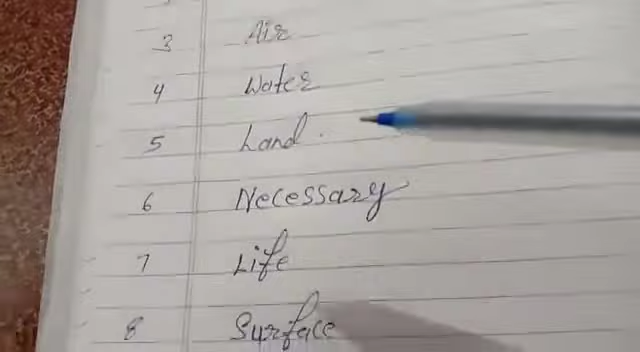 3 Air
4 Water
5 Land.
6 Necessary
7 Life
8 Surface